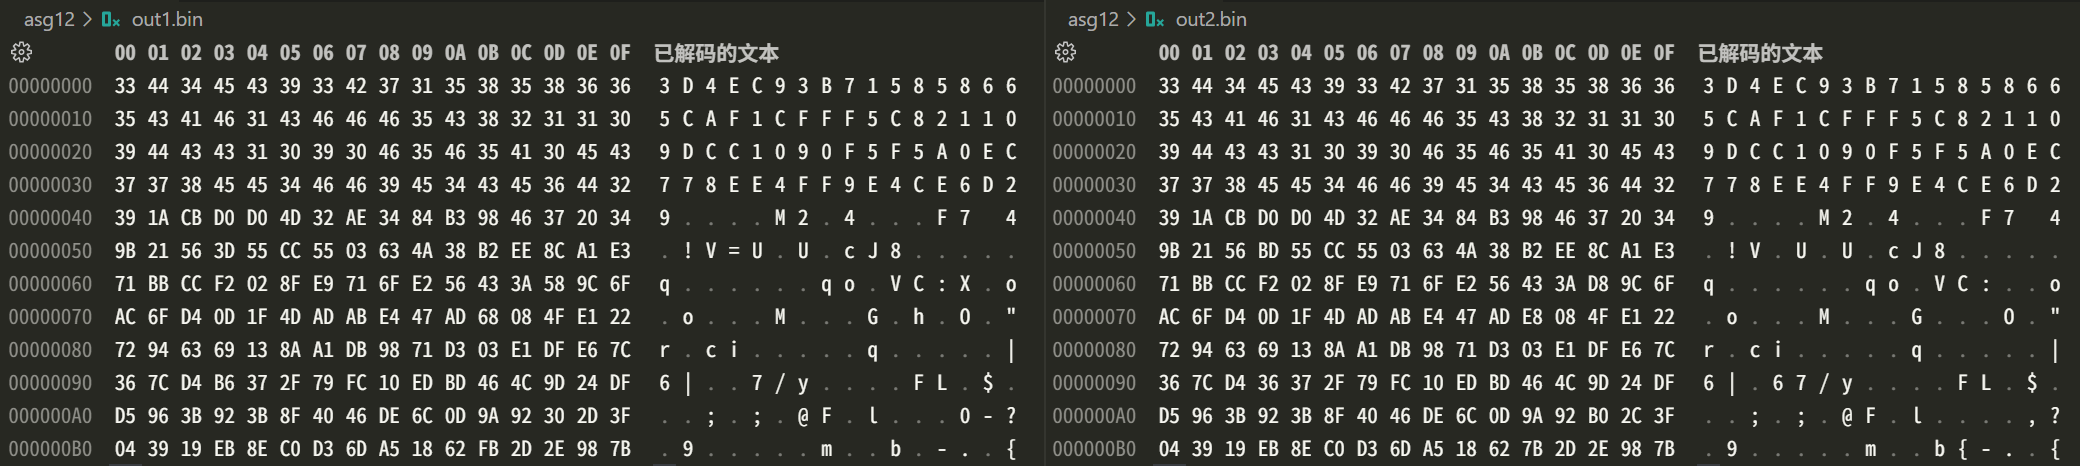 asg12 > out1.bin
00 01 02 03 04 05 06 07 08 09 0A 0B 0C 0D 0E 0F 已解码的文本
00000000 33 44 34 45 43 39 33 42 37 31 35 38 35 38 36 36 3 D 4 E C 9 3 B 7 1 5 8 5 8 6 6
00000010 35 43 41 46 31 43 46 46 46 35 43 38 32 31 31 30 5 C A F 1 C F F F 5 C 8 2 1 1 0
00000020 39 44 43 43 31 30 39 30 46 35 46 35 41 30 45 43 9 D C C 1 0 9 0 F 5 F 5 A 0 E C
00000030 37 37 38 45 45 34 46 46 39 45 34 43 45 36 44 32 7 7 8 E E 4 F F 9 E 4 C E 6 D 2
00000040 39 1A CB D0 D0 4D 32 AE 34 84 B3 98 46 37 20 34 9 . . . . M 2 . 4 . . . F 7   4
00000050 9B 21 56 3D 55 CC 55 03 63 4A 38 B2 EE 8C A1 E3 . ! V = U . U . c J 8 . . . . .
00000060 71 BB CC F2 02 8F E9 71 6F E2 56 43 3A 58 9C 6F q . . . . . . q o . V C : X . o
00000070 AC 6F D4 0D 1F 4D AD AB E4 47 AD 68 08 4F E1 22 . o . . . M . . . G . h . O . "
00000080 72 94 63 69 13 8A A1 DB 98 71 D3 03 E1 DF E6 7C r . c i . . . . . q . . . . . |
00000090 36 7C D4 B6 37 2F 79 FC 10 ED BD 46 4C 9D 24 DF 6 | . . 7 / y . . . . F L . $ .
000000A0 D5 96 3B 92 3B 8F 40 46 DE 6C 0D 9A 92 30 2D 3F . . ; . ; . @ F . l . . . 0 - ?
000000B0 04 39 19 EB 8E C0 D3 6D A5 18 62 FB 2D 2E 98 7B . 9 . . . . . m . . b . - . . {
asg12 > out2.bin
00 01 02 03 04 05 06 07 08 09 0A 0B 0C 0D 0E 0F 已解码的文本
00000000 33 44 34 45 43 39 33 42 37 31 35 38 35 38 36 36 3 D 4 E C 9 3 B 7 1 5 8 5 8 6 6
00000010 35 43 41 46 31 43 46 46 46 35 43 38 32 31 31 30 5 C A F 1 C F F F 5 C 8 2 1 1 0
00000020 39 44 43 43 31 30 39 30 46 35 46 35 41 30 45 43 9 D C C 1 0 9 0 F 5 F 5 A 0 E C
00000030 37 37 38 45 45 34 46 46 39 45 34 43 45 36 44 32 7 7 8 E E 4 F F 9 E 4 C E 6 D 2
00000040 39 1A CB D0 D0 4D 32 AE 34 84 B3 98 46 37 20 34 9 . . . . M 2 . 4 . . . F 7   4
00000050 9B 21 56 BD 55 CC 55 03 63 4A 38 B2 EE 8C A1 E3 . ! V . U . U . c J 8 . . . . .
00000060 71 BB CC F2 02 8F E9 71 6F E2 56 43 3A D8 9C 6F q . . . . . . q o . V C : . . o
00000070 AC 6F D4 0D 1F 4D AD AB E4 47 AD E8 08 4F E1 22 . o . . . M . . . G . . . O . "
00000080 72 94 63 69 13 8A A1 DB 98 71 D3 03 E1 DF E6 7C r . c i . . . . . q . . . . . |
00000090 36 7C D4 36 37 2F 79 FC 10 ED BD 46 4C 9D 24 DF 6 | . 6 7 / y . . . . F L . $ .
000000A0 D5 96 3B 92 3B 8F 40 46 DE 6C 0D 9A 92 B0 2C 3F . . ; . ; . @ F . l . . . . , ?
000000B0 04 39 19 EB 8E C0 D3 6D A5 18 62 7B 2D 2E 98 7B . 9 . . . . . m . . b { - . . {